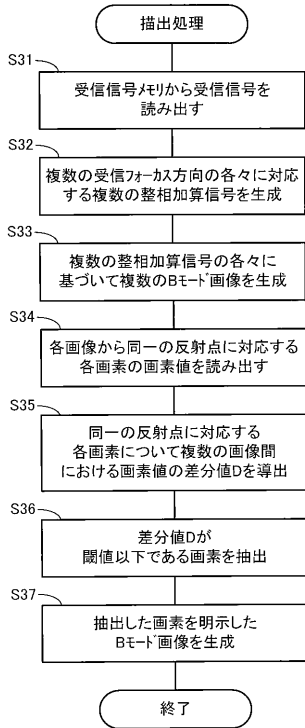 描出処理
S31
受信信号メモリから受信信号を
読み出す
S32
複数の受信フォーカス方向の各々に対応
する複数の整相加算信号を生成
S33
複数の整相加算信号の各々に
基づいて複数のBモード画像を生成
S34
各画像から同一の反射点に対応する
各画素の画素値を読み出す
S35
同一の反射点に対応する
各画素について複数の画像間
における画素値の差分値Dを導出
S36
差分値Dが
閾値以下である画素を抽出
S37
抽出した画素を明示した
Bモード画像を生成
終了